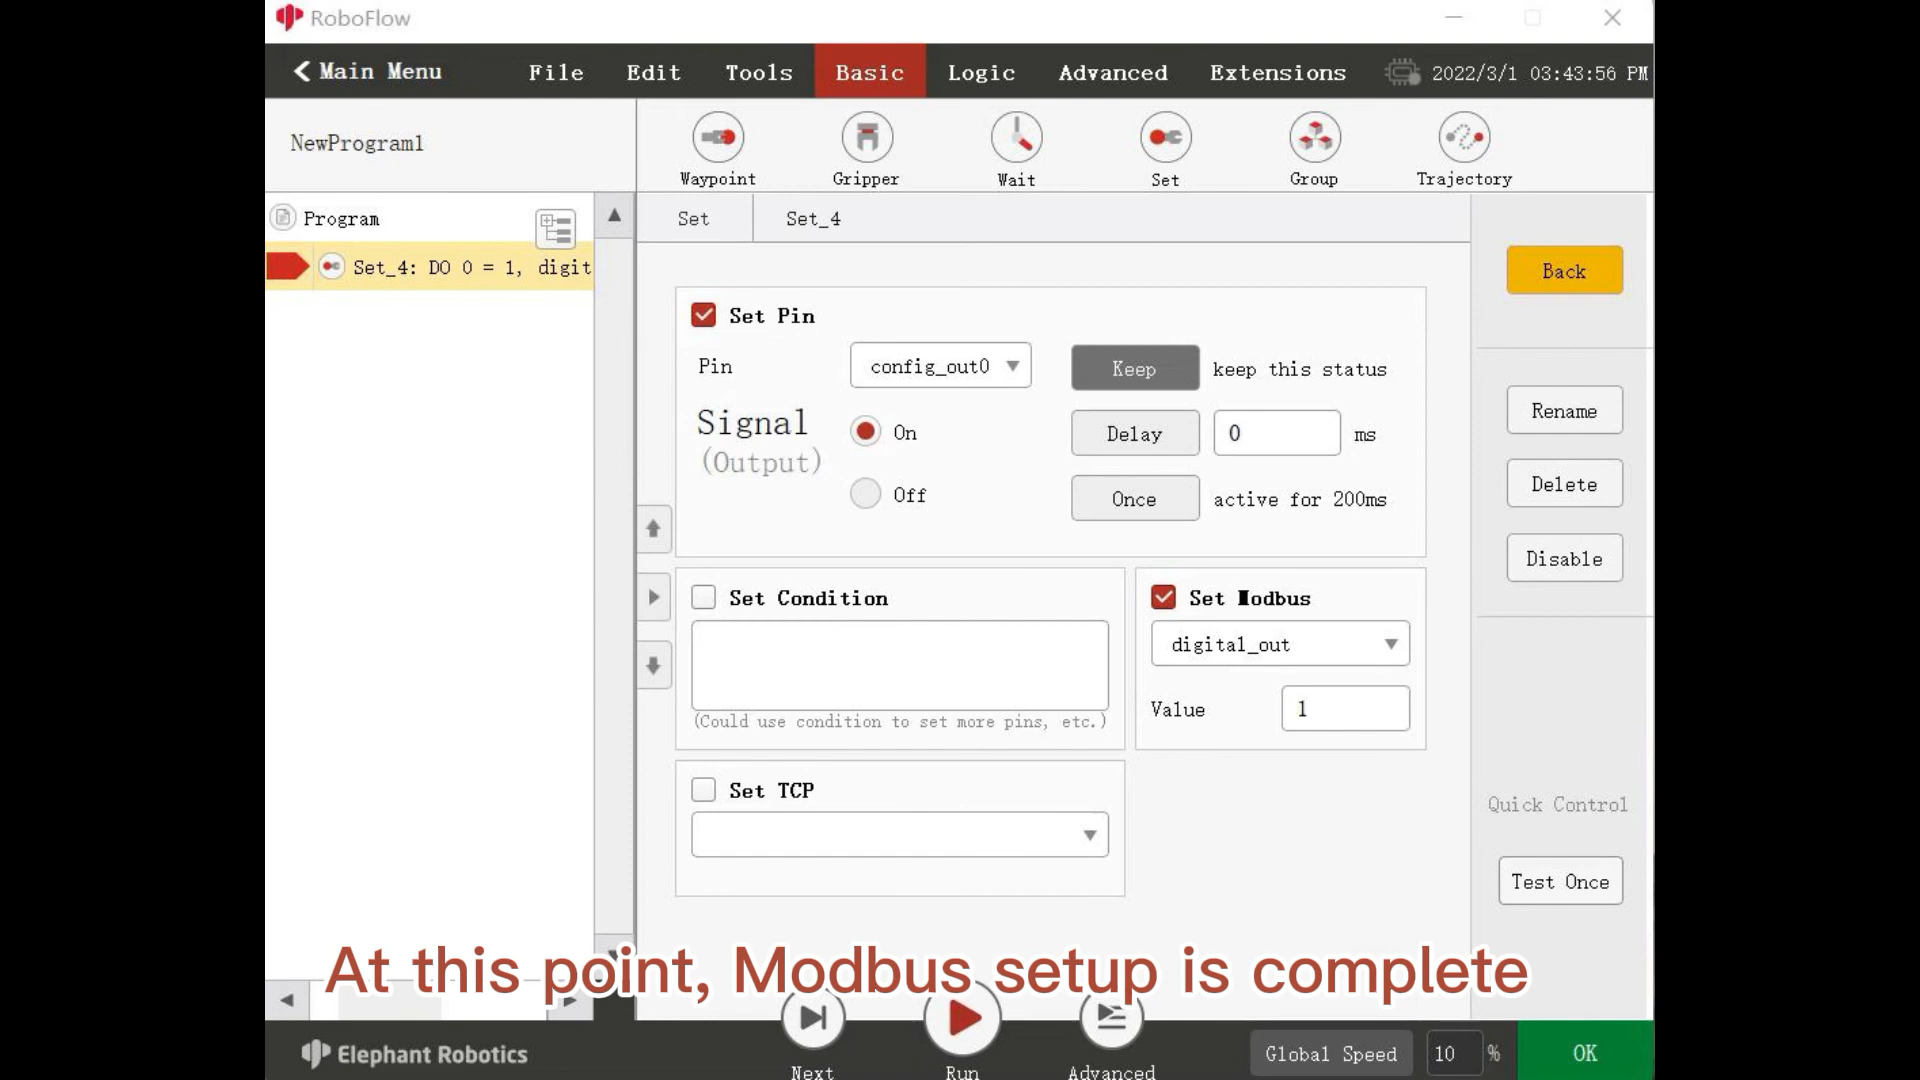 RoboFlow
Main Menu File Edit Tools Basic Logic Advanced Extensions 2022/3/1 03:43:56 PM
NewProgram1
Waypoint Gripper Wait Set Group Trajectory
Program
Set Set_4
Set_4: DO 0 = 1, digit
Back
Set Pin
Pin config_out0 Keep keep this status
Rename
Signal
(Output)
On Delay 0 ms
Delete
Off Once active for 200ms
Disable
Set Condition
(Could use condition to set more pins, etc.)
Set Modbus
digital_out
Value 1
Set TCP
Quick Control
Test Once
At this point, Modbus setup is complete
Elephant Robotics
Next Run Advanced
Global Speed 10 %
OK